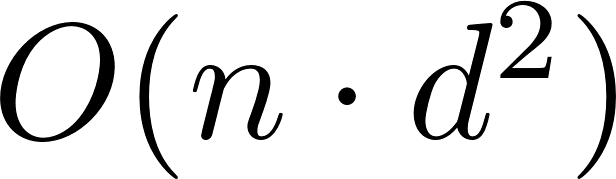 O(n · d²)